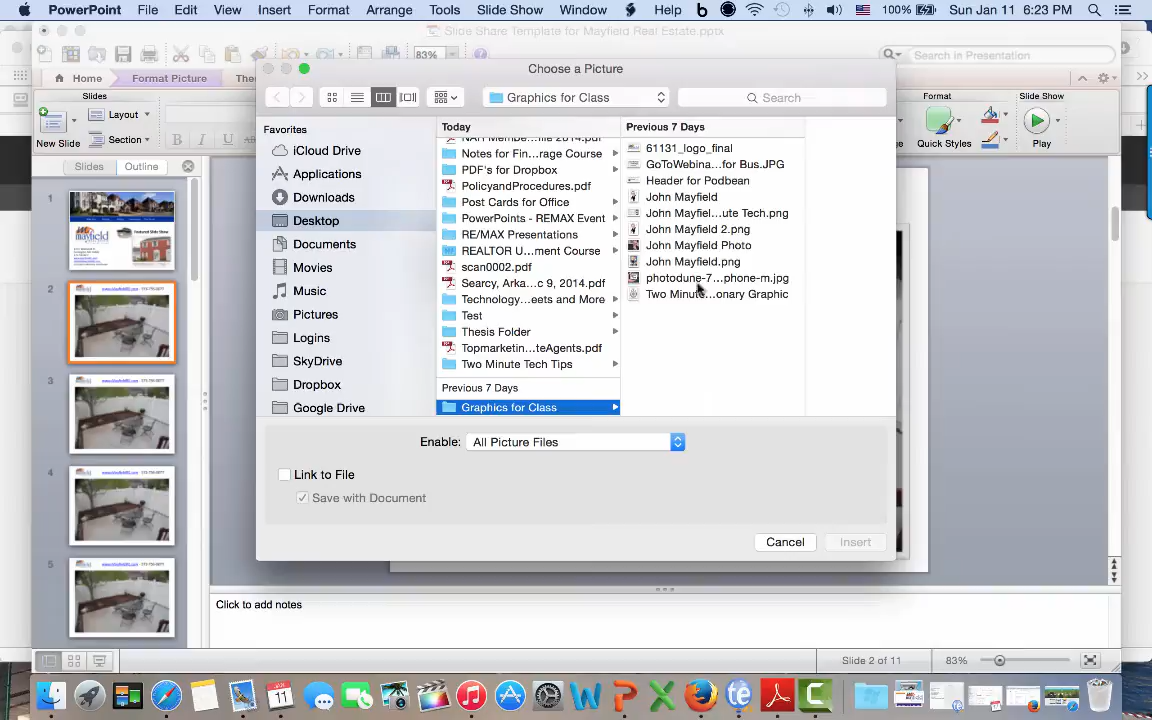 PowerPoint File Edit View Insert Format Arrange Tools Slide Show Window Help 100% Sun Jan 11 6:23 PM
Slide Share Template for Mayfield Real Estate.pptx
83% Search in Presentation
Home Format Picture
Slides Format Slide Show
New Slide Layout Section B I Quick Styles Play
Slides Outline
1
2
3
4
5
Choose a Picture
Graphics for Class Search
Favorites
iCloud Drive
Applications
Downloads
Desktop
Documents
Movies
Music
Pictures
Logins
SkyDrive
Dropbox
Google Drive
Today
Notes for Fin...rage Course
PDF's for Dropbox
PolicyandProcedures.pdf
Post Cards for Office
PowerPoints - REMAX Event
RE/MAX Presentations
REALTOR U...ment Course
scan0002.pdf
Searcy, Arka...c 9, 2014.pdf
Technology...eets and More
Test
Thesis Folder
Topmarketin...teAgents.pdf
Two Minute Tech Tips
Previous 7 Days
Graphics for Class
Previous 7 Days
61131_logo_final
GoToWebina...for Bus.JPG
Header for Podbean
John Mayfield
John Mayfiel...ute Tech.png
John Mayfield 2.png
John Mayfield Photo
John Mayfield.png
photodune-7...phone-m.jpg
Two Minute...onary Graphic
Enable: All Picture Files
Link to File
Save with Document
Cancel Insert
Click to add notes
Slide 2 of 11 83%